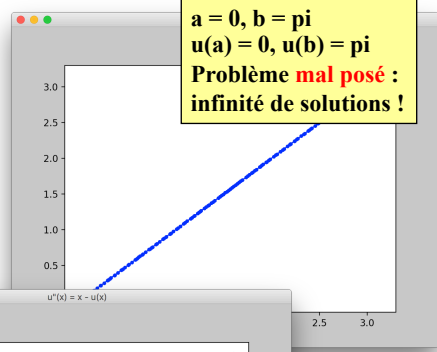 a = 0, b = pi
u(a) = 0, u(b) = pi
Problème mal posé :
infinité de solutions !
3.0
2.5
2.0
1.5
1.0
0.5
u"(x) = x - u(x)
2.5 3.0